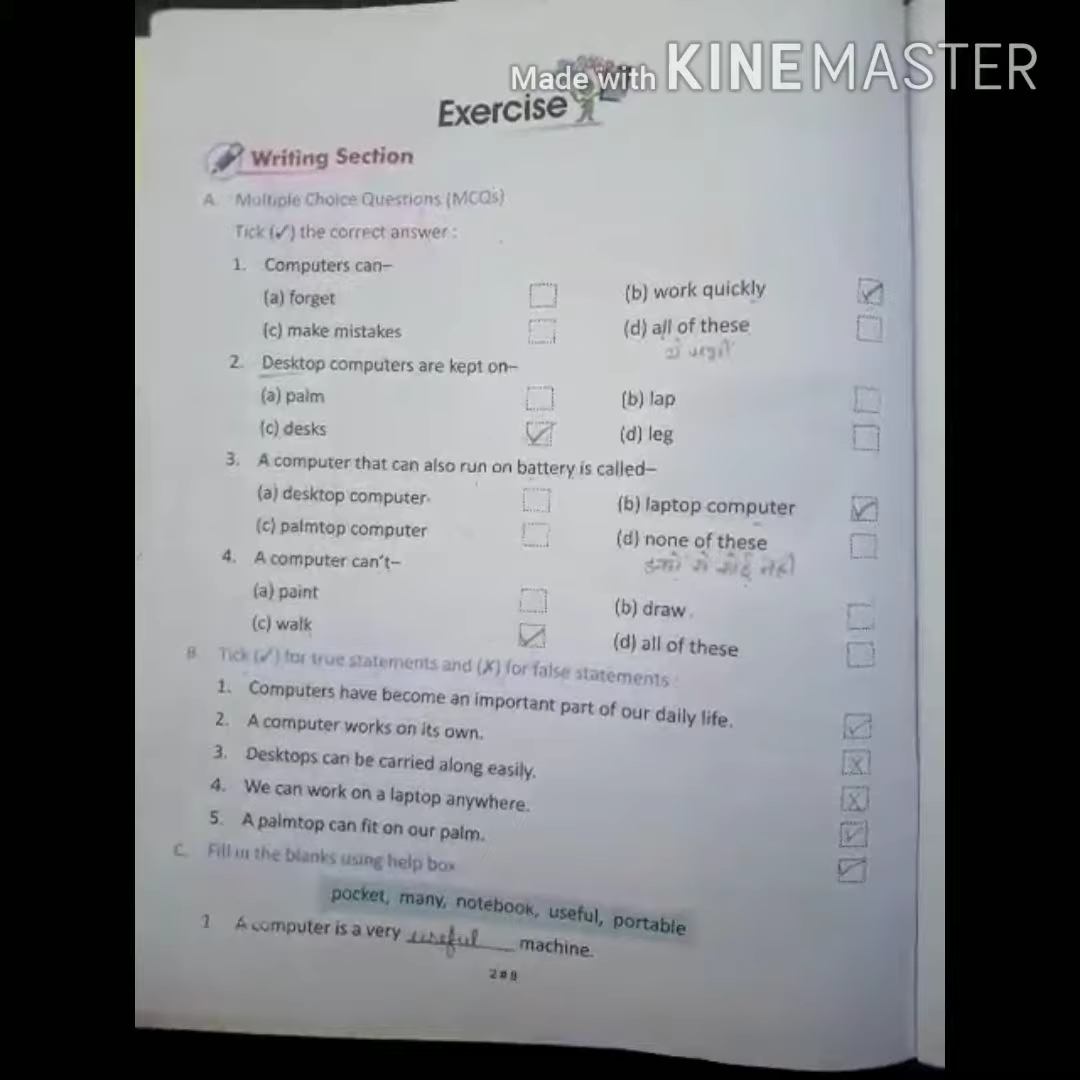 Made with KINEMASTER
Exercise
Writing Section
A. Multiple Choice Questions (MCQs)
Tick (✓) the correct answer :
1. Computers can–
(a) forget (b) work quickly ✓
(c) make mistakes (d) all of these
2. Desktop computers are kept on–
(a) palm (b) lap
(c) desks ✓ (d) leg
3. A computer that can also run on battery is called–
(a) desktop computer (b) laptop computer ✓
(c) palmtop computer (d) none of these
में कोई नही
4. A computer can't–
(a) paint (b) draw
(c) walk ✓ (d) all of these
B. Tick (✓) for true statements and (✗) for false statements :
1. Computers have become an important part of our daily life. ✓
2. A computer works on its own. X
3. Desktops can be carried along easily. X
4. We can work on a laptop anywhere. ✓
5. A palmtop can fit on our palm. ✓
C. Fill in the blanks using help box
pocket, many, notebook, useful, portable
1 A computer is a very useful machine.